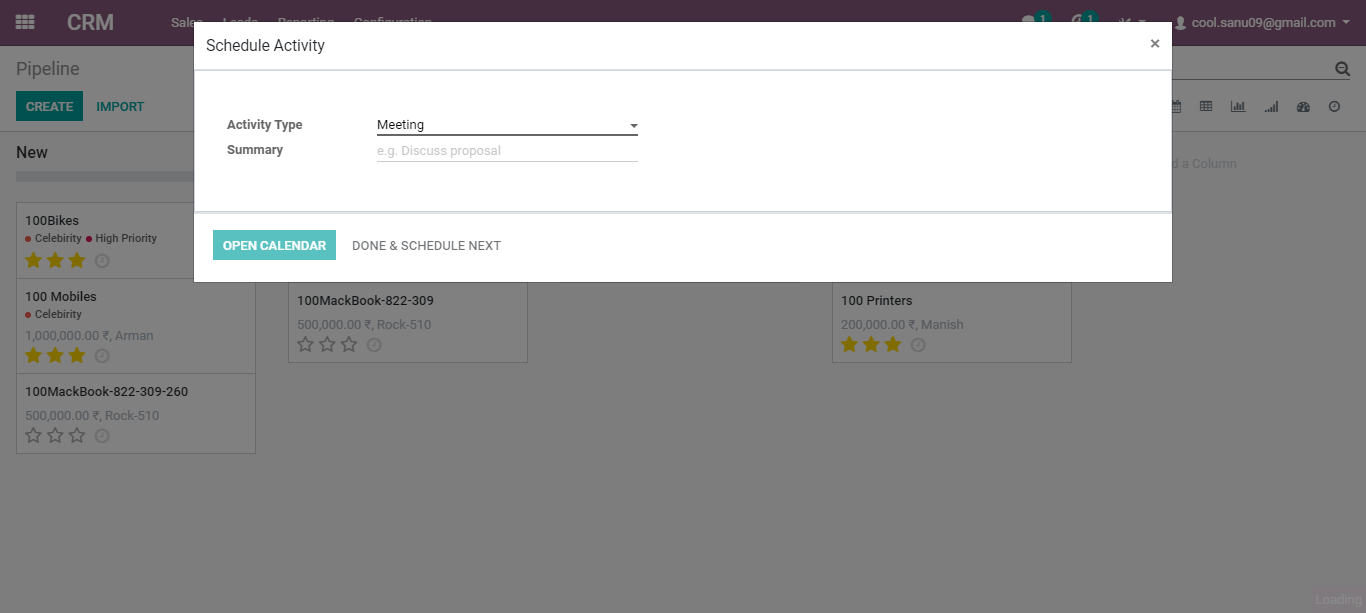 CRM
Sales Leads Reporting Configuration
1
1
cool.sanu09@gmail.com
Schedule Activity
×
Pipeline
CREATE IMPORT
Activity Type Meeting
Summary e.g. Discuss proposal
New
a Column
OPEN CALENDAR DONE & SCHEDULE NEXT
100Bikes
Celebirity High Priority
100 Mobiles
Celebirity
1,000,000.00 ₹, Arman
100MackBook-822-309-260
500,000.00 ₹, Rock-510
100MackBook-822-309
500,000.00 ₹, Rock-510
100 Printers
200,000.00 ₹, Manish
Loading